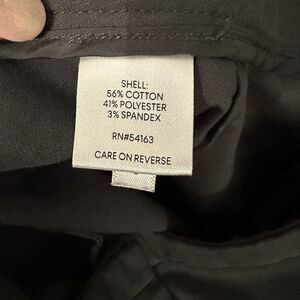 SHELL:
56% COTTON
41% POLYESTER
3% SPANDEX
RN#54163
CARE ON REVERSE